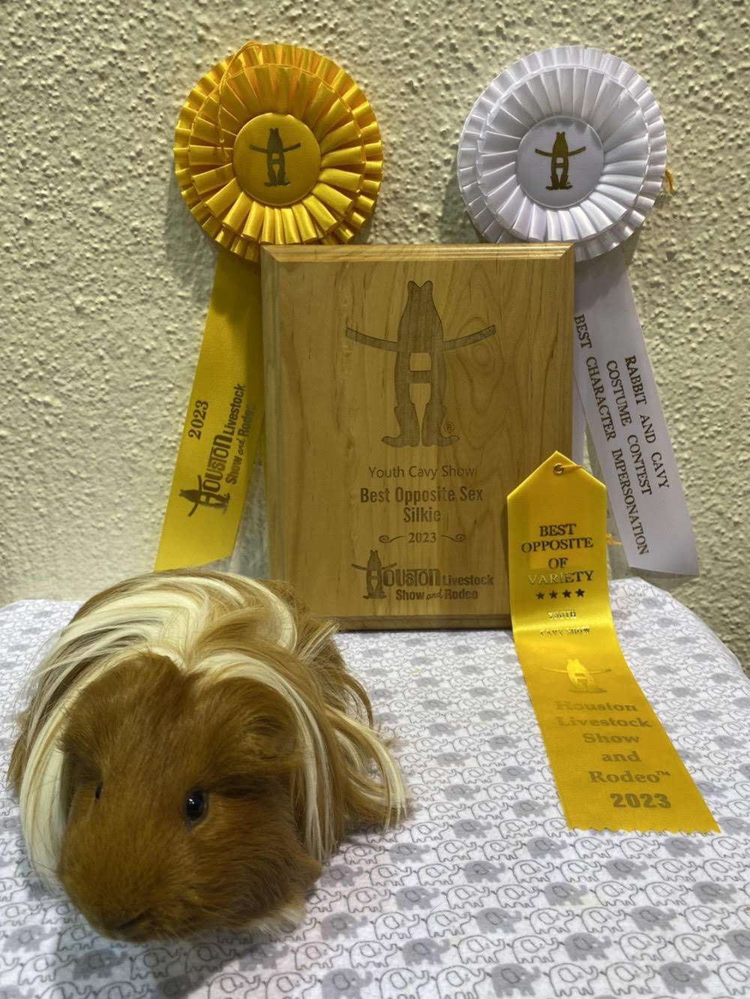 2023
HOUSTON Livestock
Show and Rodeo
Youth Cavy Show
Best Opposite Sex
Silkie
2023
HOUSTON Livestock
Show and Rodeo
®
RABBIT AND CAVY
COSTUME CONTEST
BEST CHARACTER IMPERSONATION
BEST
OPPOSITE
OF
VARIETY
★★★★
YOUTH
CAVY SHOW
Houston
Livestock
Show
and
Rodeo™
2023